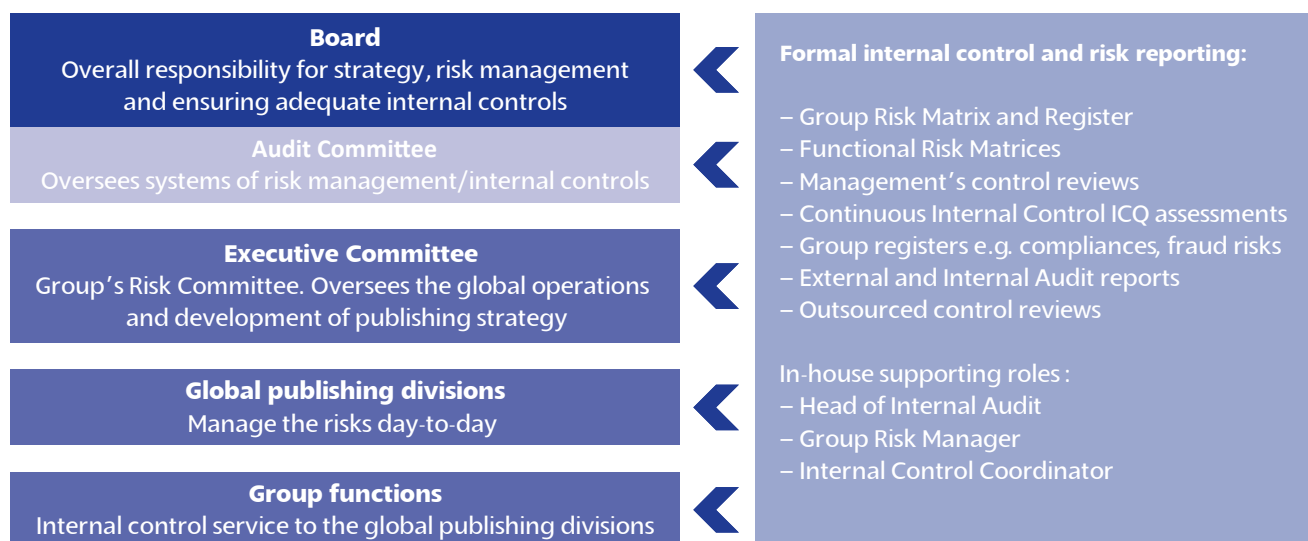 Board
Overall responsibility for strategy, risk management
and ensuring adequate internal controls
Audit Committee
Oversees systems of risk management/internal controls
Executive Committee
Group's Risk Committee. Oversees the global operations
and development of publishing strategy
Global publishing divisions
Manage the risks day-to-day
Group functions
Internal control service to the global publishing divisions
Formal internal control and risk reporting:
– Group Risk Matrix and Register
– Functional Risk Matrices
– Management's control reviews
– Continuous Internal Control ICQ assessments
– Group registers e.g. compliances, fraud risks
– External and Internal Audit reports
– Outsourced control reviews
In-house supporting roles :
– Head of Internal Audit
– Group Risk Manager
– Internal Control Coordinator